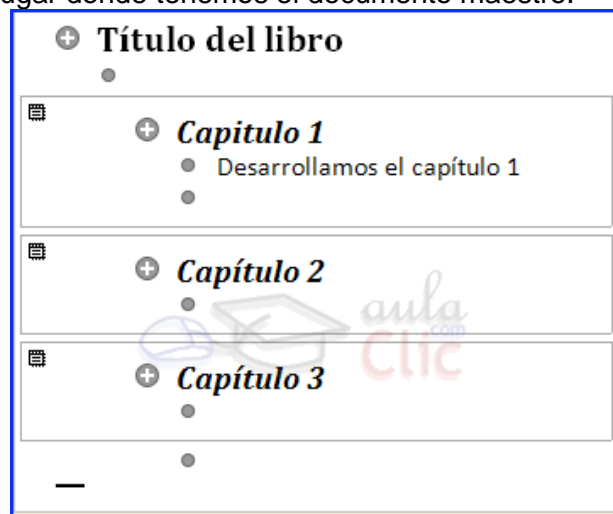 ugar donde tenemos el documento maestro.
Título del libro
Capitulo 1
Desarrollamos el capítulo 1
Capítulo 2
aula
.com
Clic
Capítulo 3